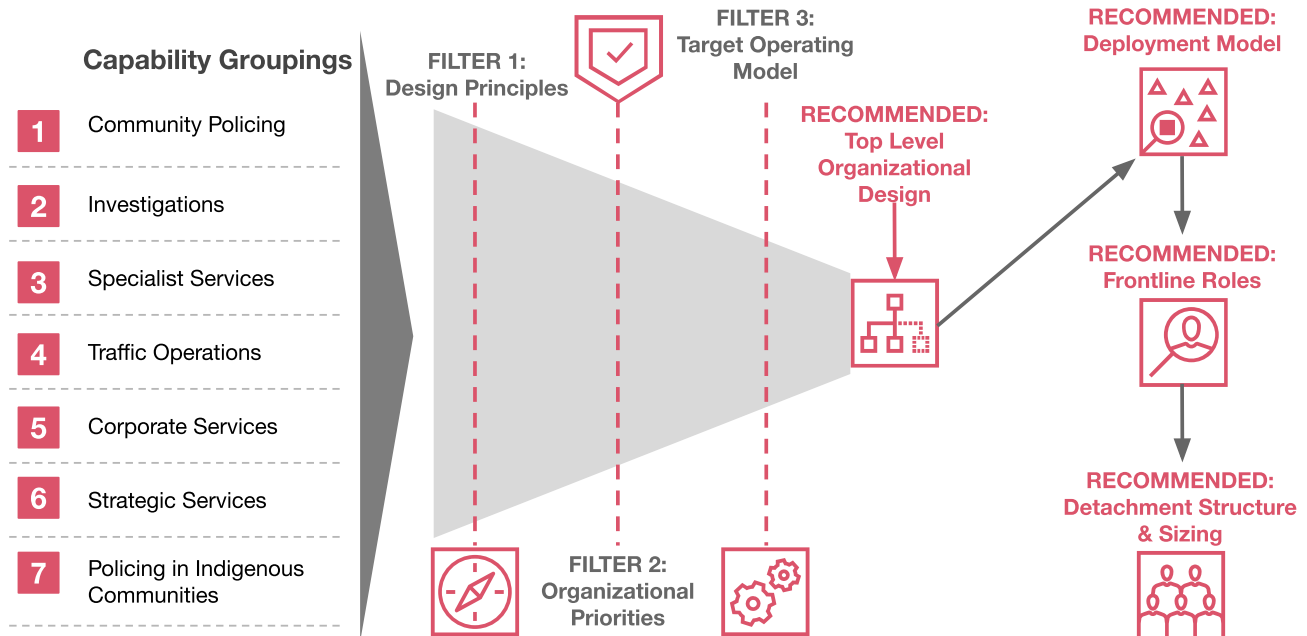 Capability Groupings
1
Community Policing
2
Investigations
3
Specialist Services
4
Traffic Operations
5
Corporate Services
6
Strategic Services
7
Policing in Indigenous
Communities
FILTER 1:
Design Principles
FILTER 2:
Organizational
Priorities
FILTER 3:
Target Operating
Model
RECOMMENDED:
Top Level
Organizational
Design
RECOMMENDED:
Deployment Model
RECOMMENDED:
Frontline Roles
RECOMMENDED:
Detachment Structure
& Sizing